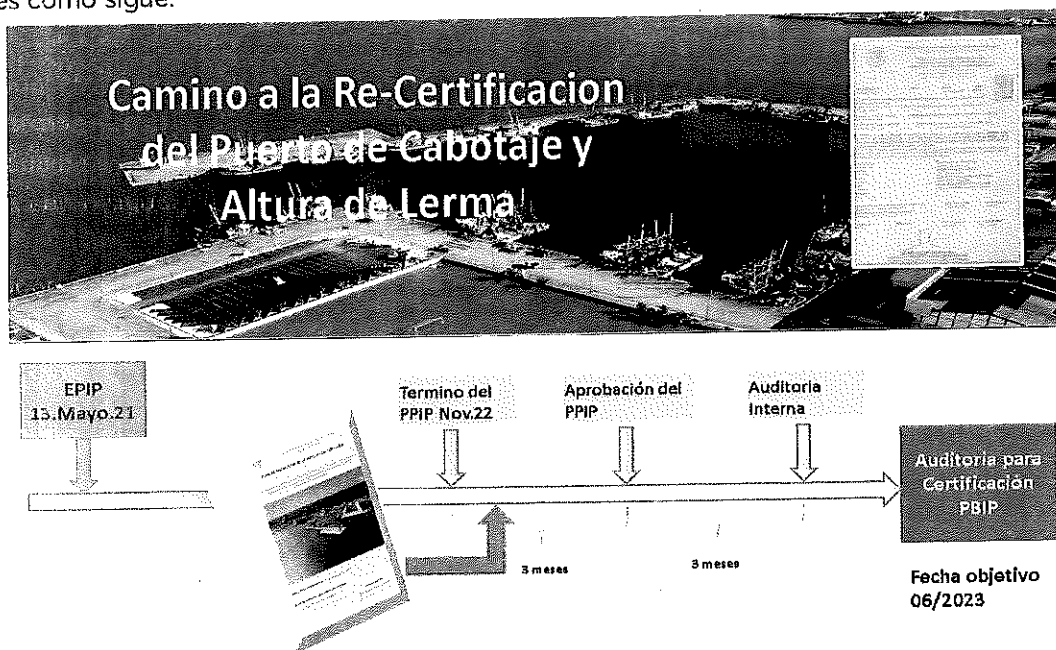 es como sigue:
Camino a la Re-Certificacion
del Puerto de Cabotaje y
Altura de Lerma
EPIP
13.Mayo.21
Termino del
PPIP Nov.22
Aprobación del
PPIP
Auditoria
Interna
Auditoria para
Certificación
PBIP
3 meses
3 meses
Fecha objetivo
06/2023